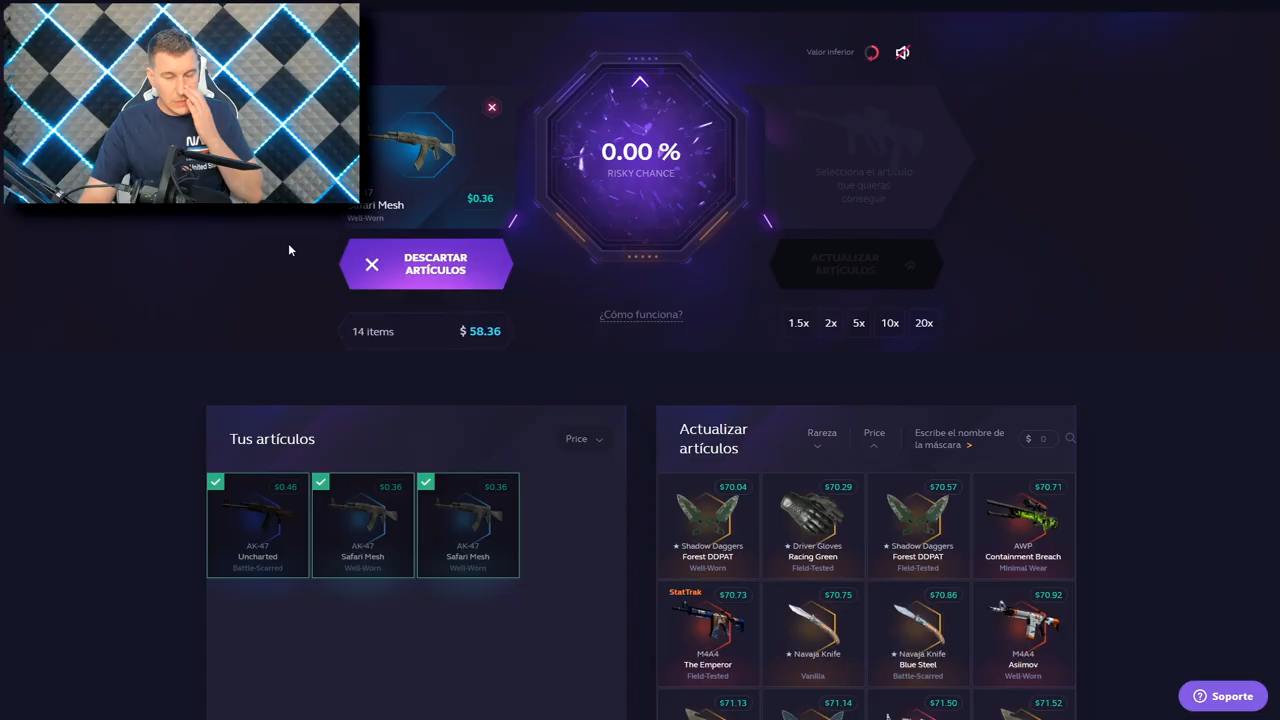 Valor inferior
0.00 %
RISKY CHANCE
Safari Mesh
Well-Worn
$0.36
Selecciona el artículo
que quieras
conseguir
DESCARTAR
ARTÍCULOS
ACTUALIZAR
ARTÍCULOS
14 items
$ 58.36
¿Cómo funciona?
1.5x
2x
5x
10x
20x
Tus artículos
Price
$0.46
AK-47
Uncharted
Battle-Scarred
$0.36
AK-47
Safari Mesh
Well-Worn
$0.36
AK-47
Safari Mesh
Well-Worn
Actualizar
artículos
Rareza
Price
Escribe el nombre de
la máscara >
$ 0
$70.04
★ Shadow Daggers
Forest DDPAT
Well-Worn
$70.29
★ Driver Gloves
Racing Green
Field-Tested
$70.57
★ Shadow Daggers
Forest DDPAT
Field-Tested
$70.71
AWP
Containment Breach
Minimal Wear
StatTrak
$70.73
M4A4
The Emperor
Field-Tested
$70.75
★ Navaja Knife
Vanilla
$70.86
★ Navaja Knife
Blue Steel
Battle-Scarred
$70.92
M4A4
Asiimov
Well-Worn
$71.13
$71.14
$71.50
$71.52
Soporte